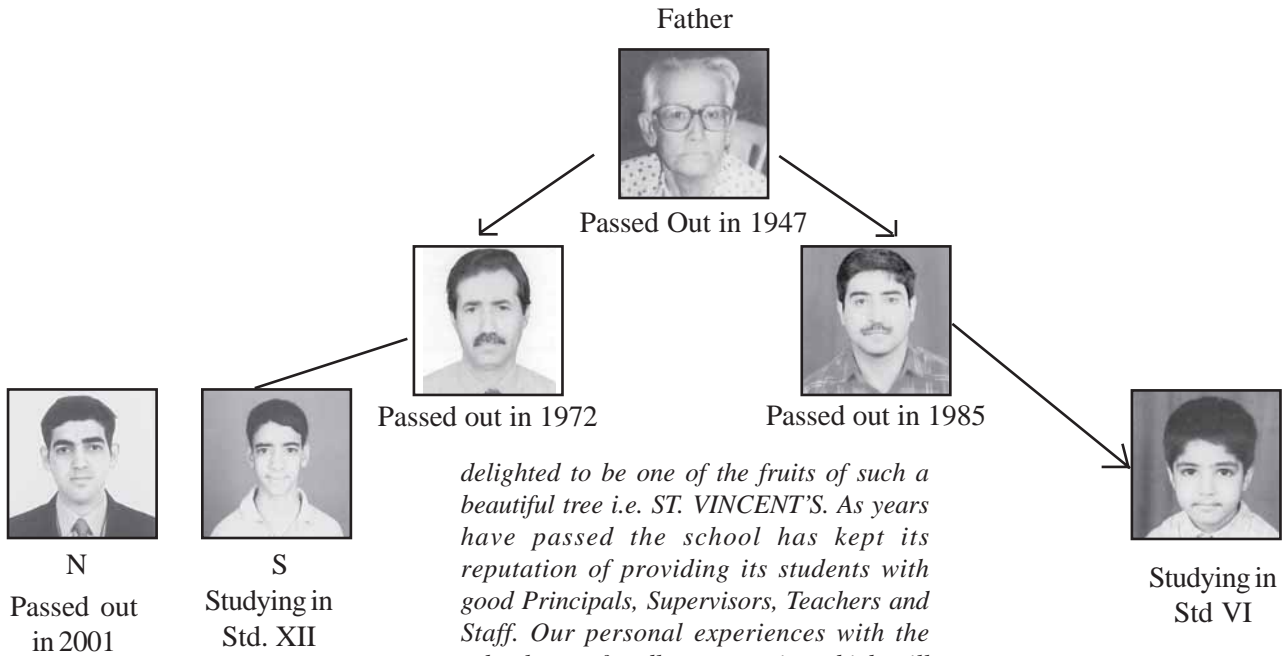 Father
Passed Out in 1947
Passed out in 1972
Passed out in 1985
N
Passed out
in 2001
S
Studying in
Std. XII
delighted to be one of the fruits of such a
beautiful tree i.e. ST. VINCENT'S. As years
have passed the school has kept its
reputation of providing its students with
good Principals, Supervisors, Teachers and
Staff. Our personal experiences with the
Studying in
Std VI